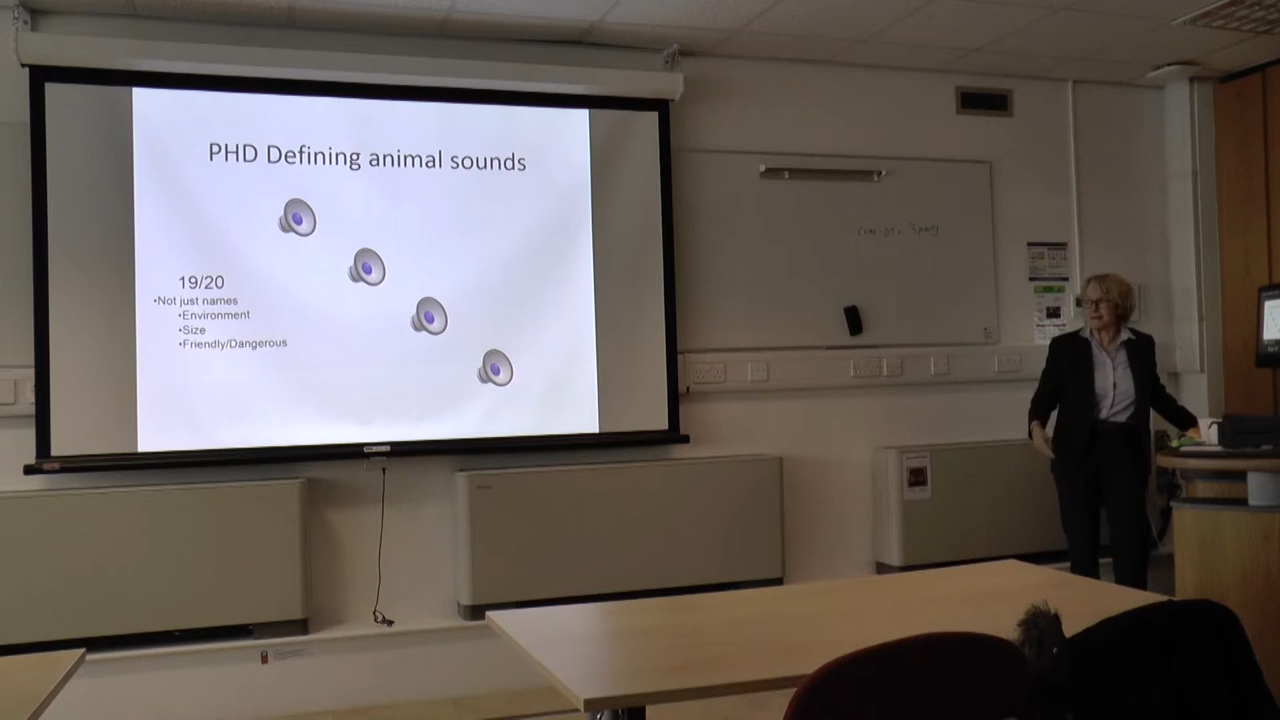 PHD Defining animal sounds
19/20
•Not just names
•Environment
•Size
•Friendly/Dangerous